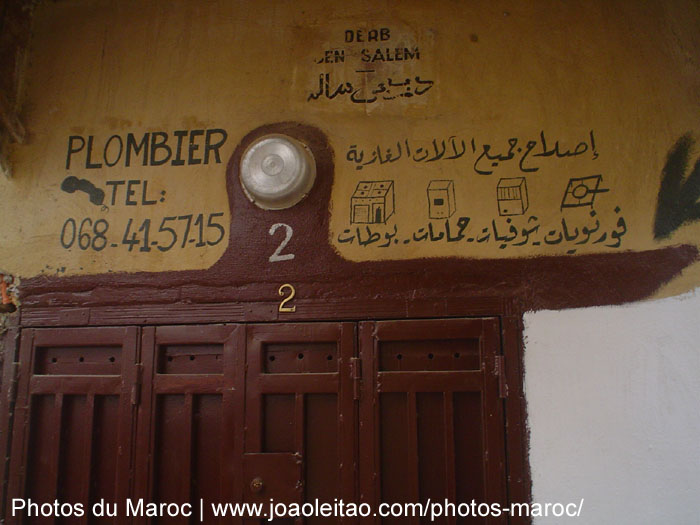 DERB
BEN SALEM
درب بن سالم
PLOMBIER
TEL:
068-41-57-15
إصلاح جميع الآلات الغازية
فورنويات - شوفيات - حمامات - بوطات
2
2
Photos du Maroc | www.joaoleitao.com/photos-maroc/